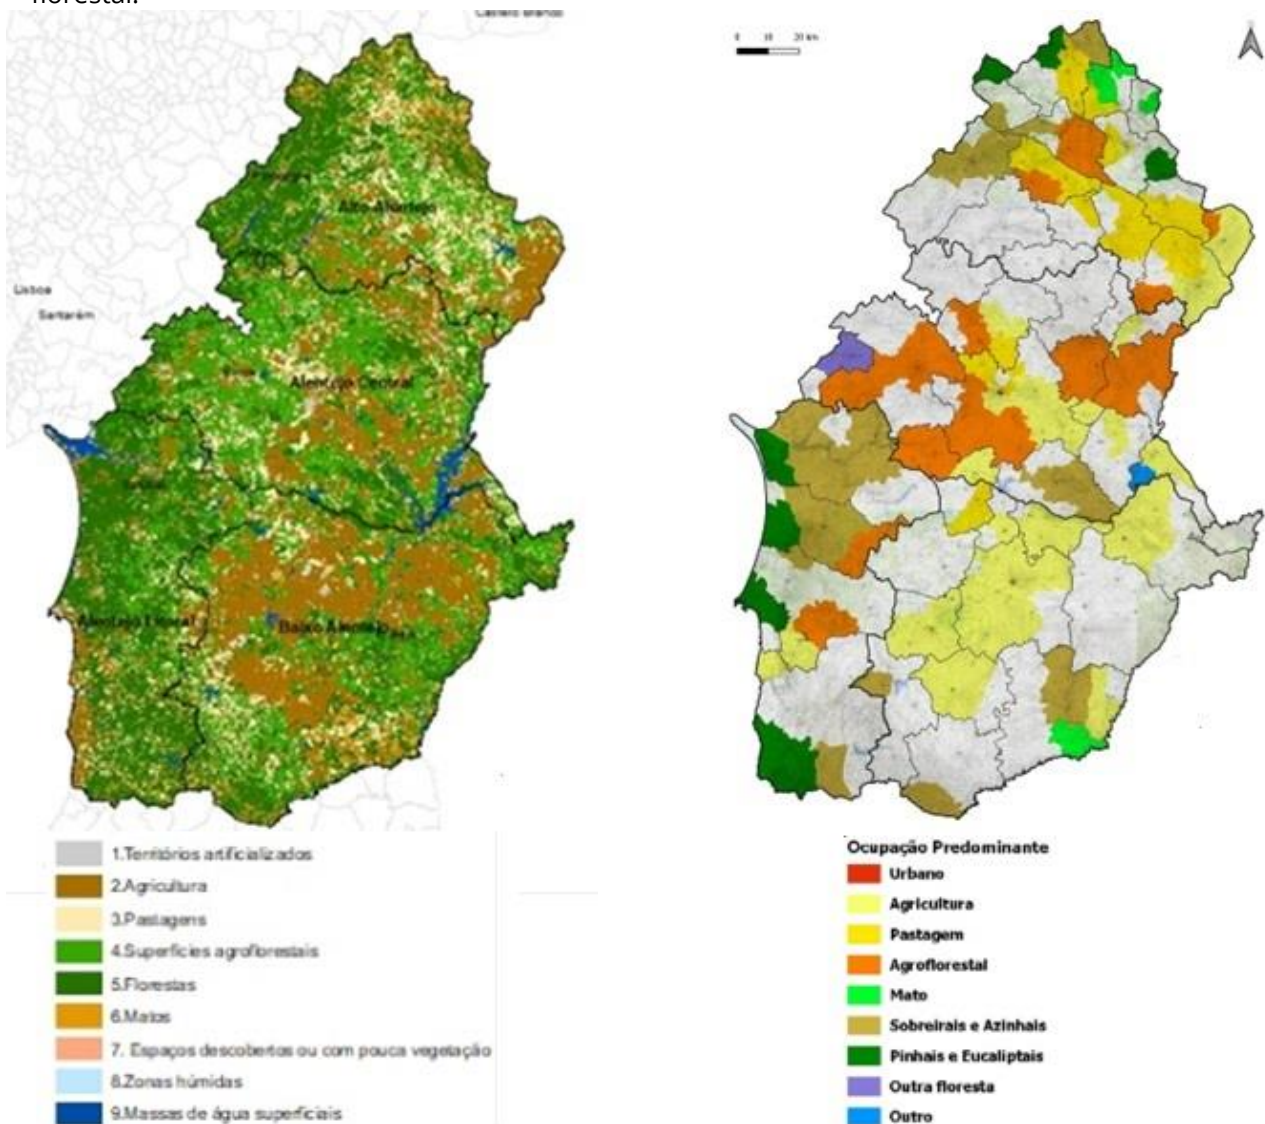 florestal.
Castelo Branco
0 10 20 km
Alto Alentejo
Lisboa
Santarém
Alentejo Central
Alentejo Litoral
Baixo Alentejo
1.Territórios artificializados
2.Agricultura
3.Pastagens
4.Superfícies agroflorestais
5.Florestas
6.Matos
7. Espaços descobertos ou com pouca vegetação
8.Zonas húmidas
9.Massas de água superficiais
Ocupação Predominante
Urbano
Agricultura
Pastagem
Agroflorestal
Mato
Sobreirais e Azinhais
Pinhais e Eucaliptais
Outra floresta
Outro